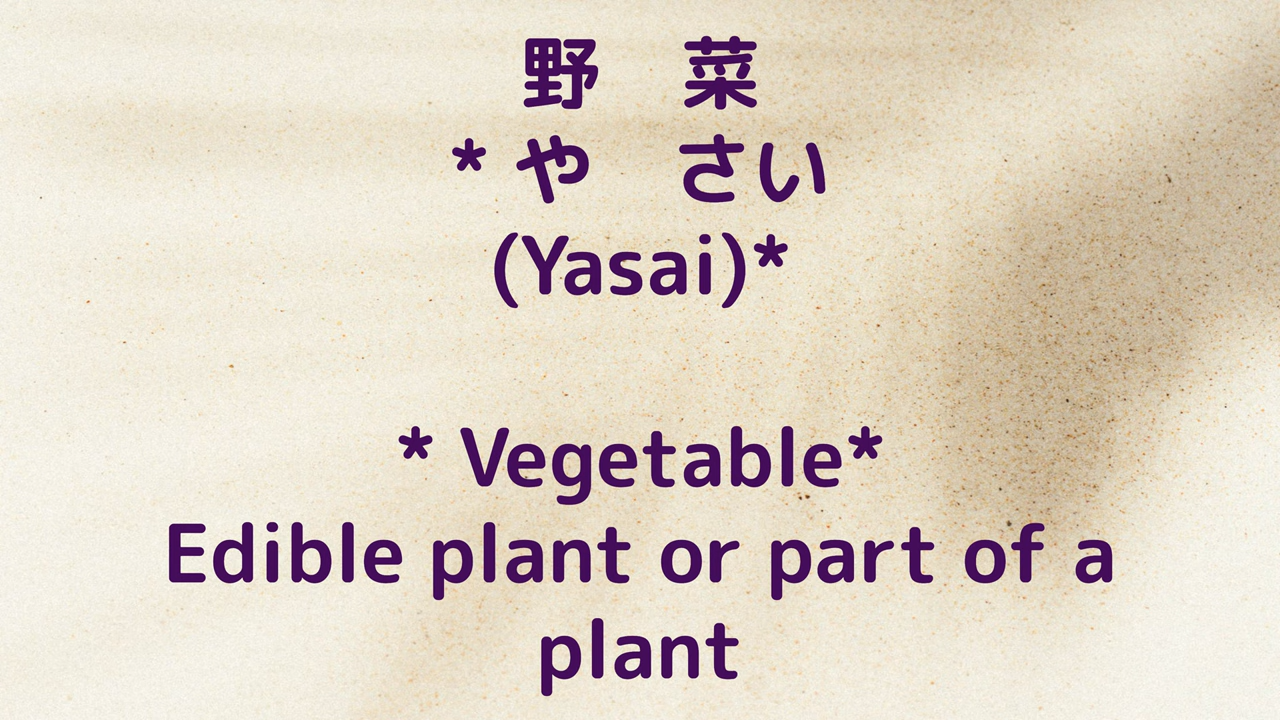 野　菜
* や　さい
(Yasai)*
* Vegetable*
Edible plant or part of a
plant